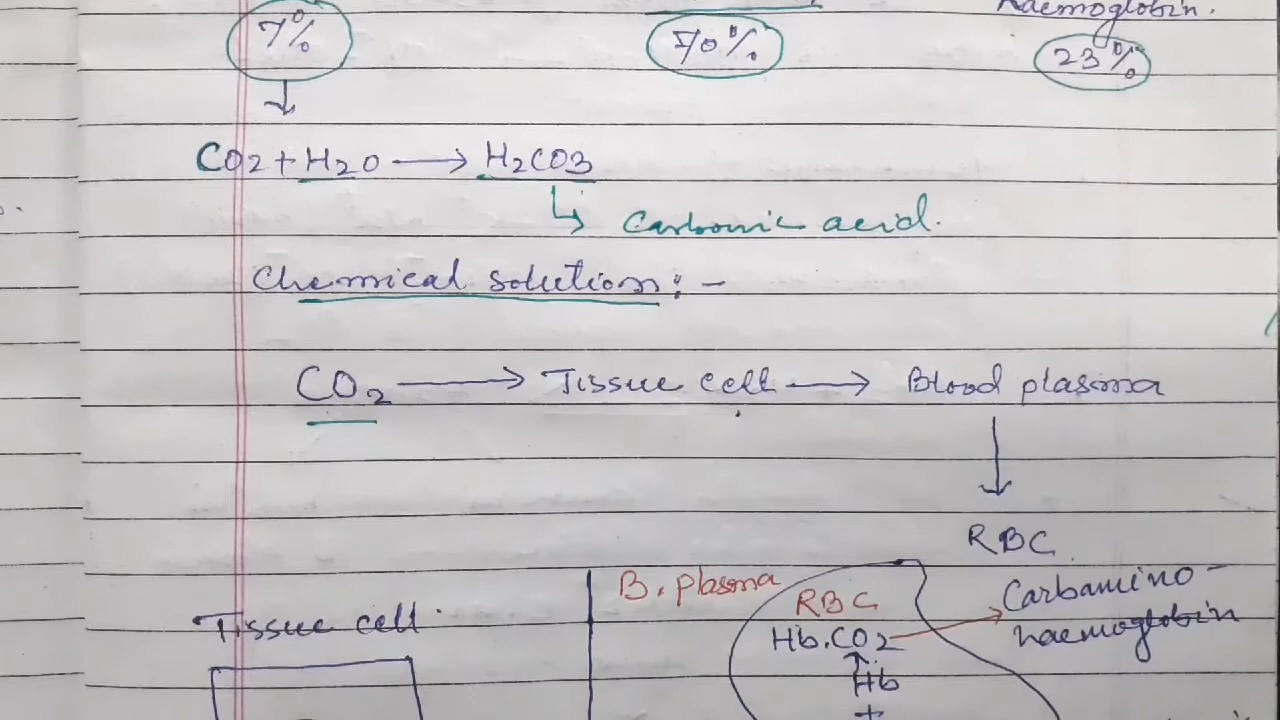 haemoglobin.
7%
70%
23%
CO2 + H2O → H2CO3
↳ Carbonic acid.
Chemical solution: -
CO2 → Tissue cell → Blood plasma
↓
RBC
B. plasma
RBC
Carbamino-
haemoglobin
Tissue cell
Hb.CO2
Hb
+